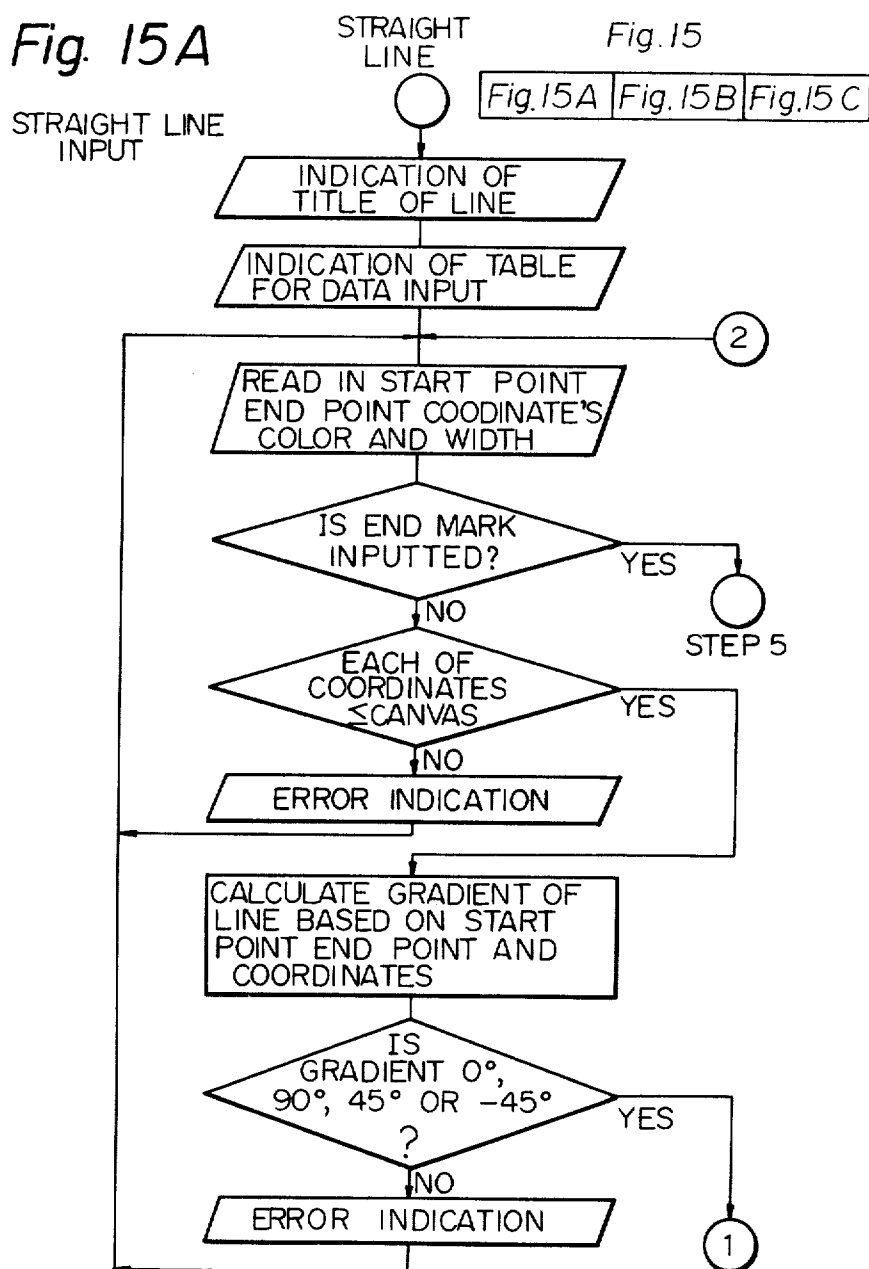 Fig. 15A
STRAIGHT LINE
INPUT
STRAIGHT
LINE
Fig. 15
Fig. 15A Fig. 15B Fig. 15C
INDICATION OF
TITLE OF LINE
INDICATION OF TABLE
FOR DATA INPUT
2
READ IN START POINT
END POINT COODINATE'S
COLOR AND WIDTH
IS END MARK
INPUTTED?
YES
NO
STEP 5
EACH OF
COORDINATES
≤CANVAS
YES
NO
ERROR INDICATION
CALCULATE GRADIENT OF
LINE BASED ON START
POINT END POINT AND
COORDINATES
IS
GRADIENT 0°,
90°, 45° OR -45°
?
YES
NO
ERROR INDICATION
1